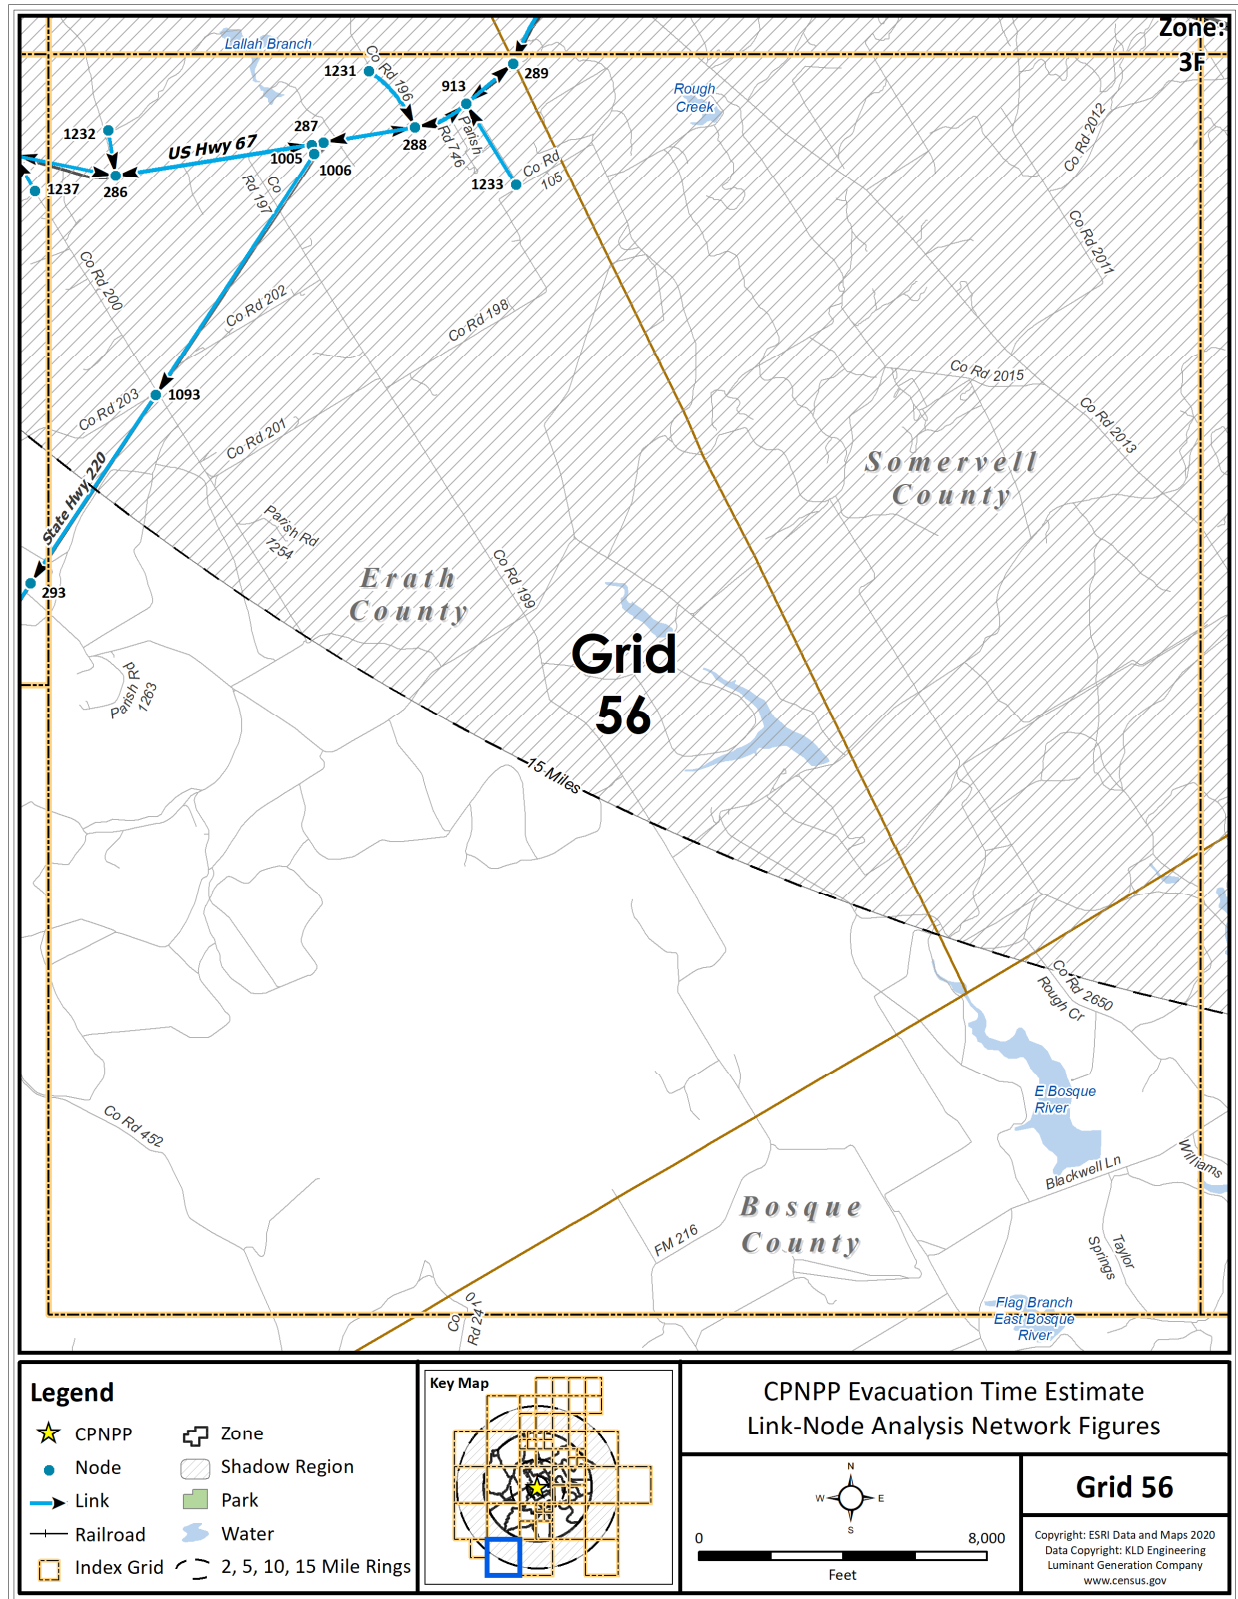 Zone:
3F
Lallah Branch
1231
Co Rd 196
913
289
Rough
Creek
Co Rd 2012
1232
US Hwy 67
287
1005
1006
288
Rd 746
Parish
1233
Co Rd
105
1237
286
Co
Rd 197
Co Rd 2011
Co Rd 200
Co Rd 202
Co Rd 198
Co Rd 2015
1093
Co Rd 203
Co Rd 201
Co Rd 2013
Somervell
County
State Hwy 220
Parish Rd
1254
Co Rd 199
Erath
County
293
Grid
56
Parish Rd
1263
15 Miles
Co Rd 2650
Rough Cr
E Bosque
River
Co Rd 452
Blackwell Ln
Williams
Bosque
County
FM 216
Taylor
Springs
Flag Branch
East Bosque
River
Co
Legend
CPNPP
Node
Link
Railroad
Index Grid
Zone
Shadow Region
Park
Water
2, 5, 10, 15 Mile Rings
Key Map
CPNPP Evacuation Time Estimate
Link-Node Analysis Network Figures
N
W
E
S
0
8,000
Feet
Grid 56
Copyright: ESRI Data and Maps 2020
Data Copyright: KLD Engineering
Luminant Generation Company
www.census.gov